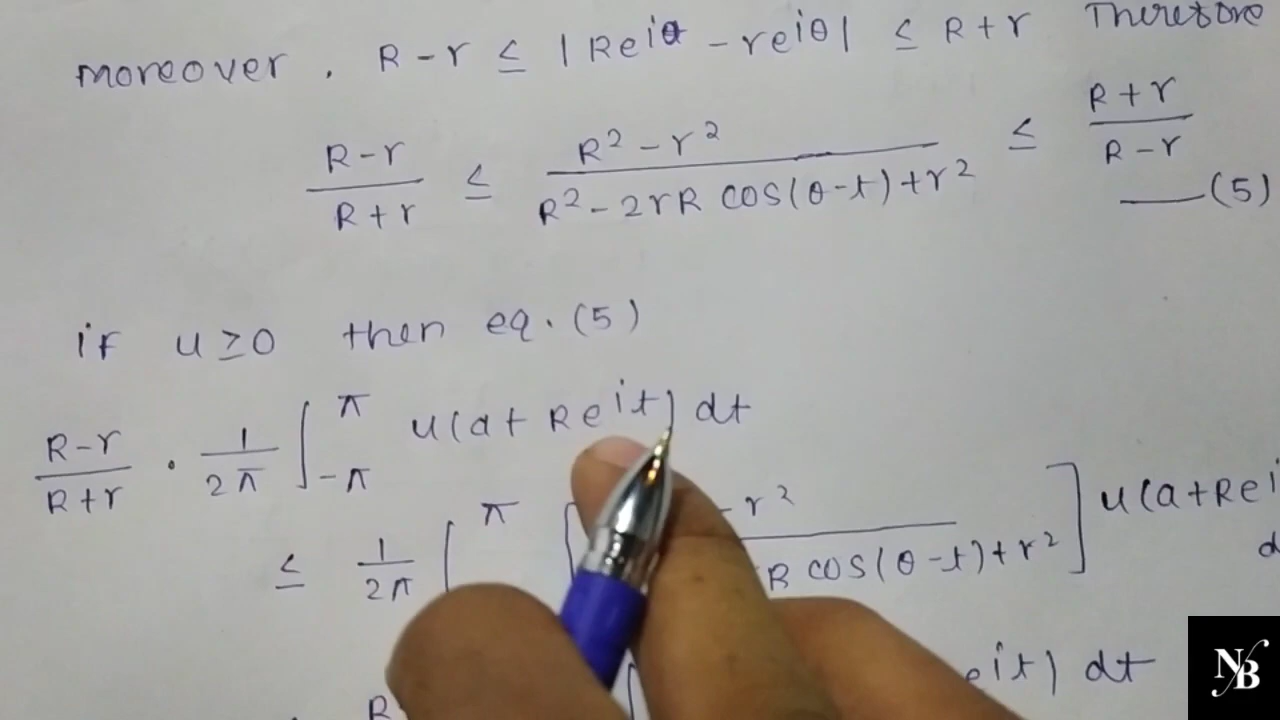 moreover . R-r ≤ |Reiθ - reiθ| ≤ R+r Therefore
R-r / R+r ≤ R² - r² / R² - 2rR cos(θ-t) + r² ≤ R+r / R-r —(5)
if u ≥ 0 then eq. (5)
R-r / R+r . 1/2π ∫_{-π}^{π} u(a + Reit) dt
≤ 1/2π ∫ π [ - r² / R cos(θ-t) + r² ] u(a+Rei
eit) dt
R
NB